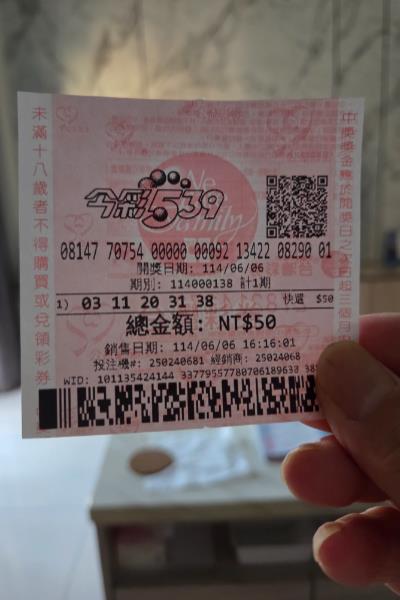 今彩539
08147 70754 00000 00092 13422 08290 01
開獎日期: 114/06/06
期別: 114000138 計1期
1) 03 11 20 31 38 快選 $50
總金額: NT$50
銷售日期: 114/06/06 16:16:01
投注機#: 250240681 經銷商: 25024068
WID: 101135424144
未滿十八歲者不得購買或兌領彩券